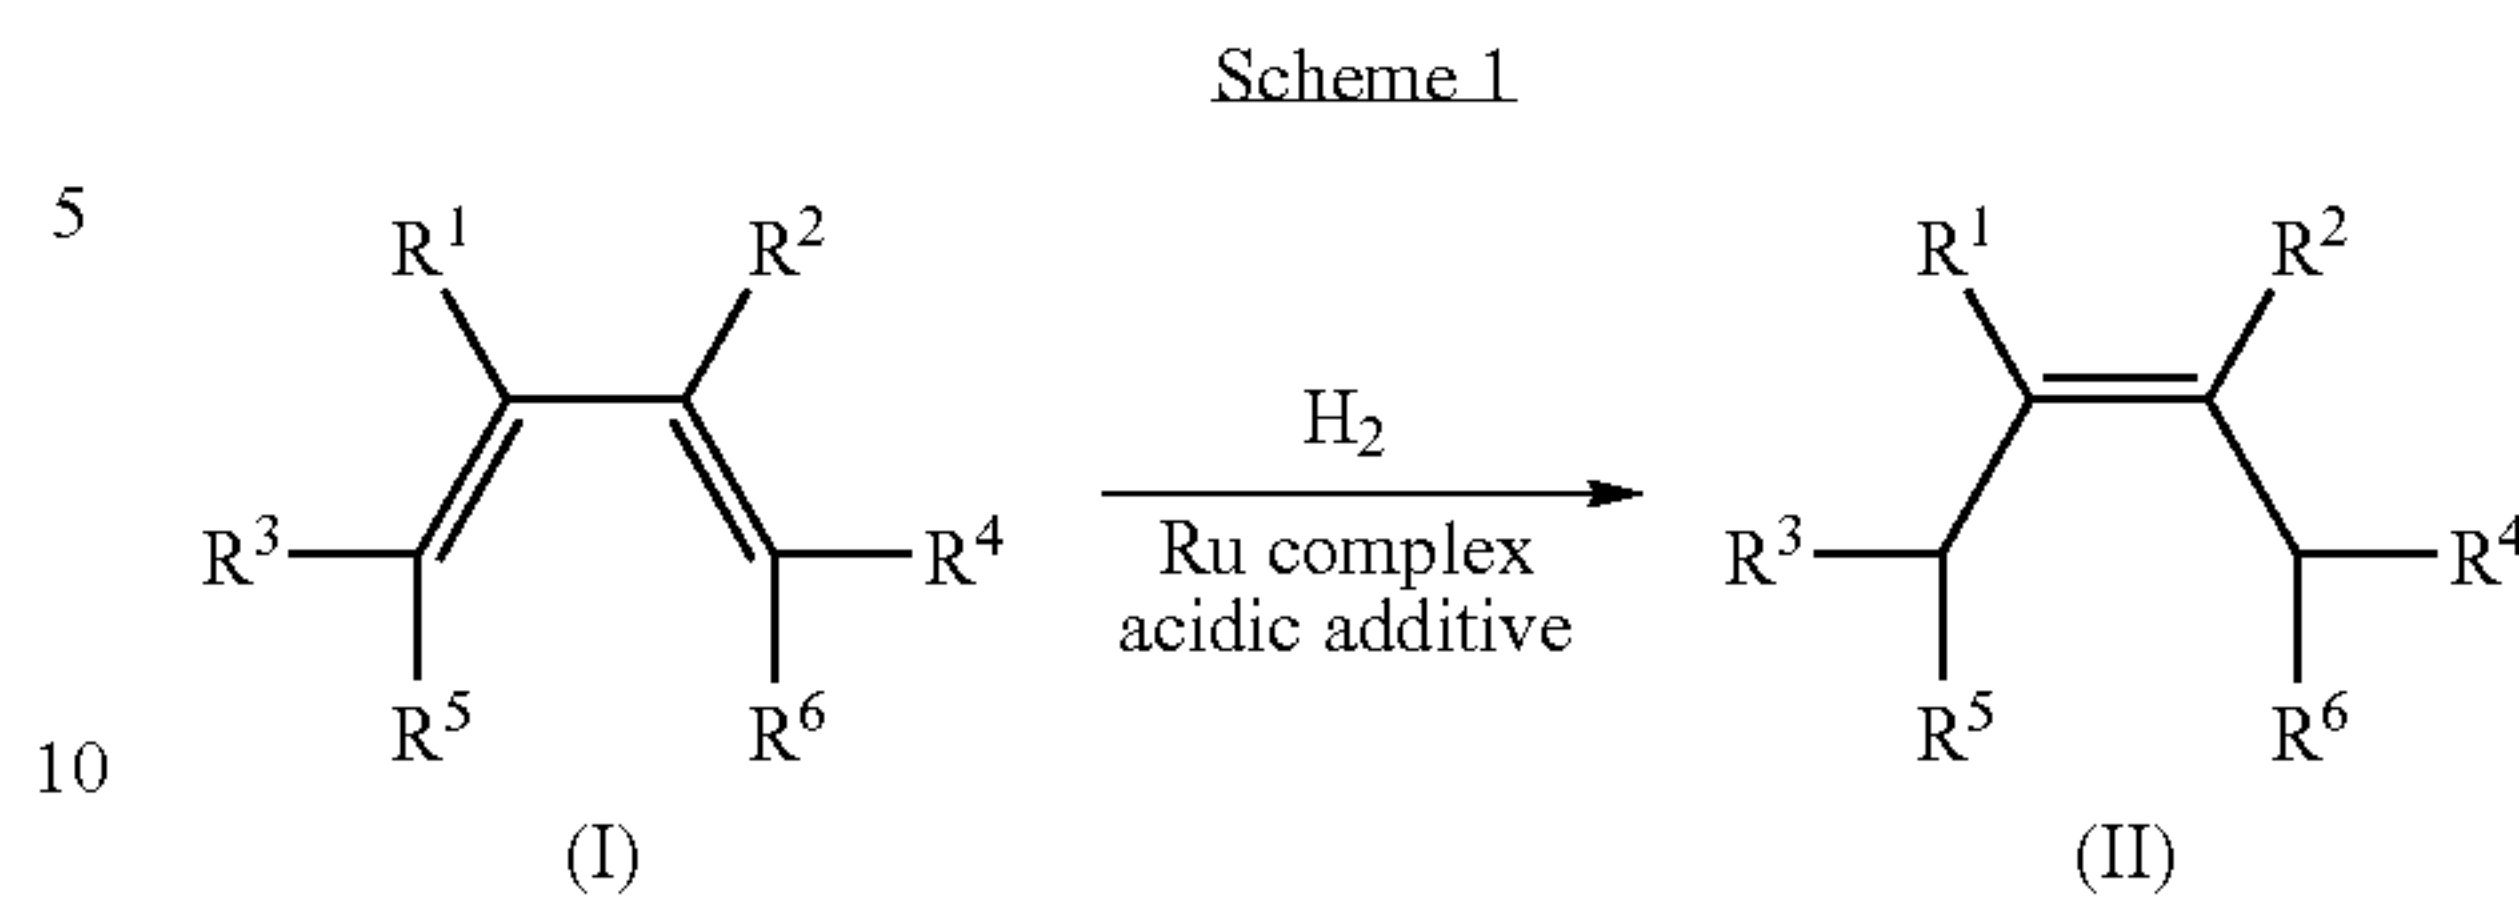 Scheme 1
5
R1 R2 R1 R2
H2
R3 R4 Ru complex R3 R4
acidic additive
R5 R6 R5 R6
10
(I) (II)